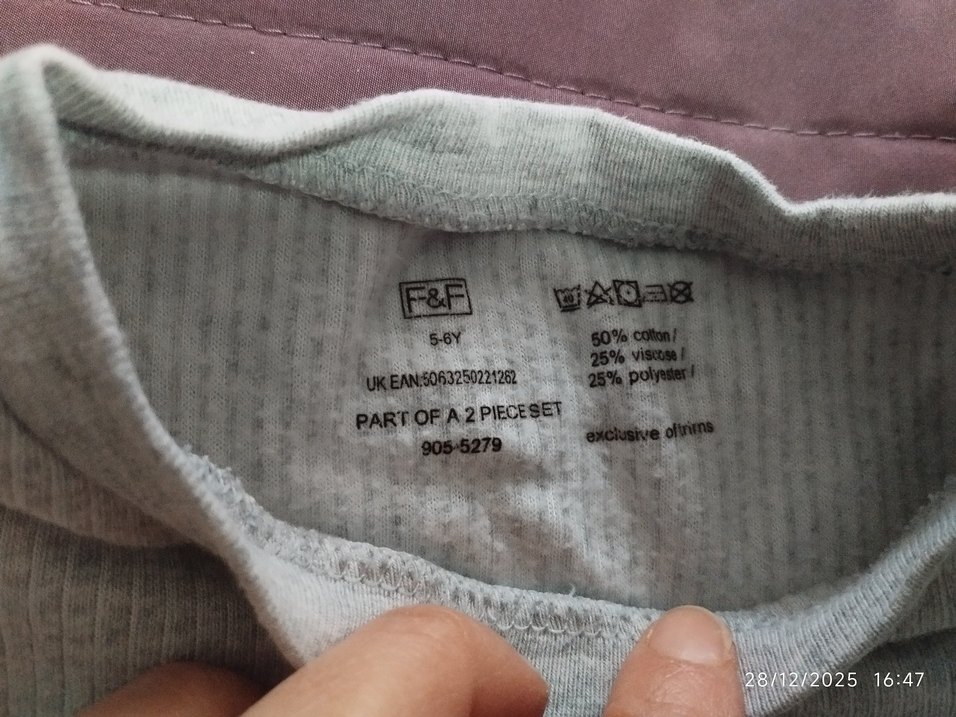 F&F
5-6Y
UK EAN:5063250221262
PART OF A 2 PIECE SET
905-5279
40
50% cotton/
25% viscose /
25% polyester /
exclusive of trims
28/12/2025 16:47